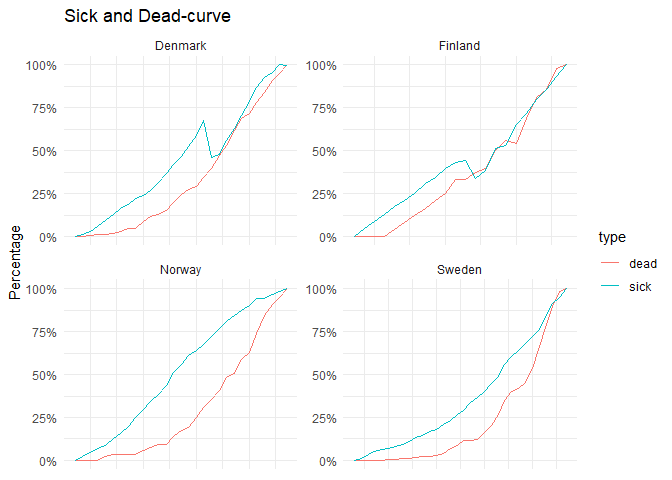 Sick and Dead-curve
Denmark
Finland
100%
75%
50%
25%
0%
100%
75%
50%
25%
0%
Percentage
type
dead
sick
Norway
Sweden
100%
75%
50%
25%
0%
100%
75%
50%
25%
0%